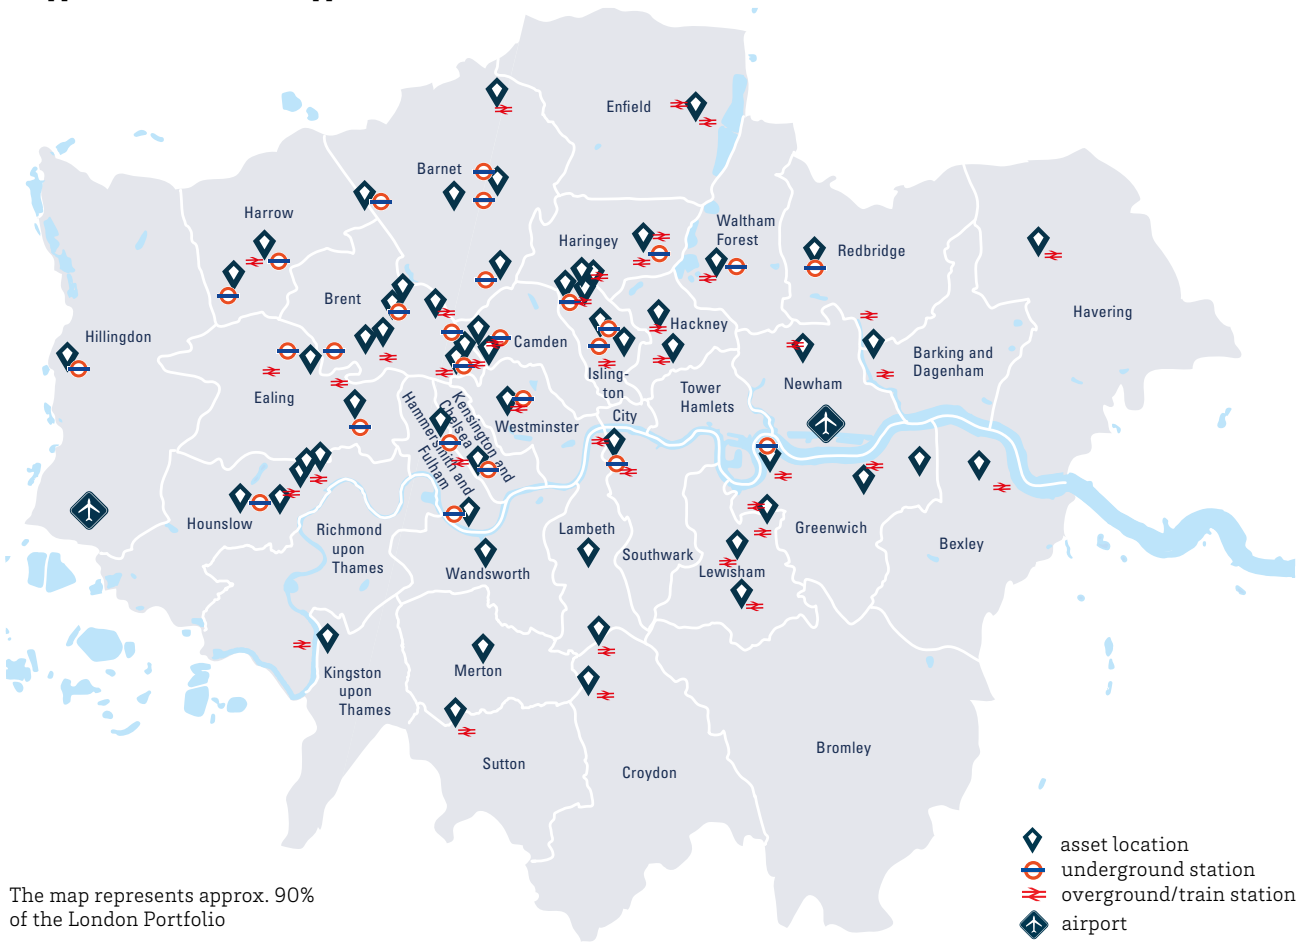 Enfield
Barnet
Harrow
Haringey
Waltham
Forest
Redbridge
Brent
Havering
Hillingdon
Hackney
Camden
Barking and
Dagenham
Isling-
ton
Newham
Ealing
Tower
Hamlets
Kensington and
Chelsea
Hammersmith and
Fulham
City
Westminster
Hounslow
Richmond
upon
Thames
Lambeth
Greenwich
Southwark
Bexley
Wandsworth
Lewisham
Merton
Kingston
upon
Thames
Bromley
Sutton
Croydon
asset location
underground station
overground/train station
airport
The map represents approx. 90%
of the London Portfolio